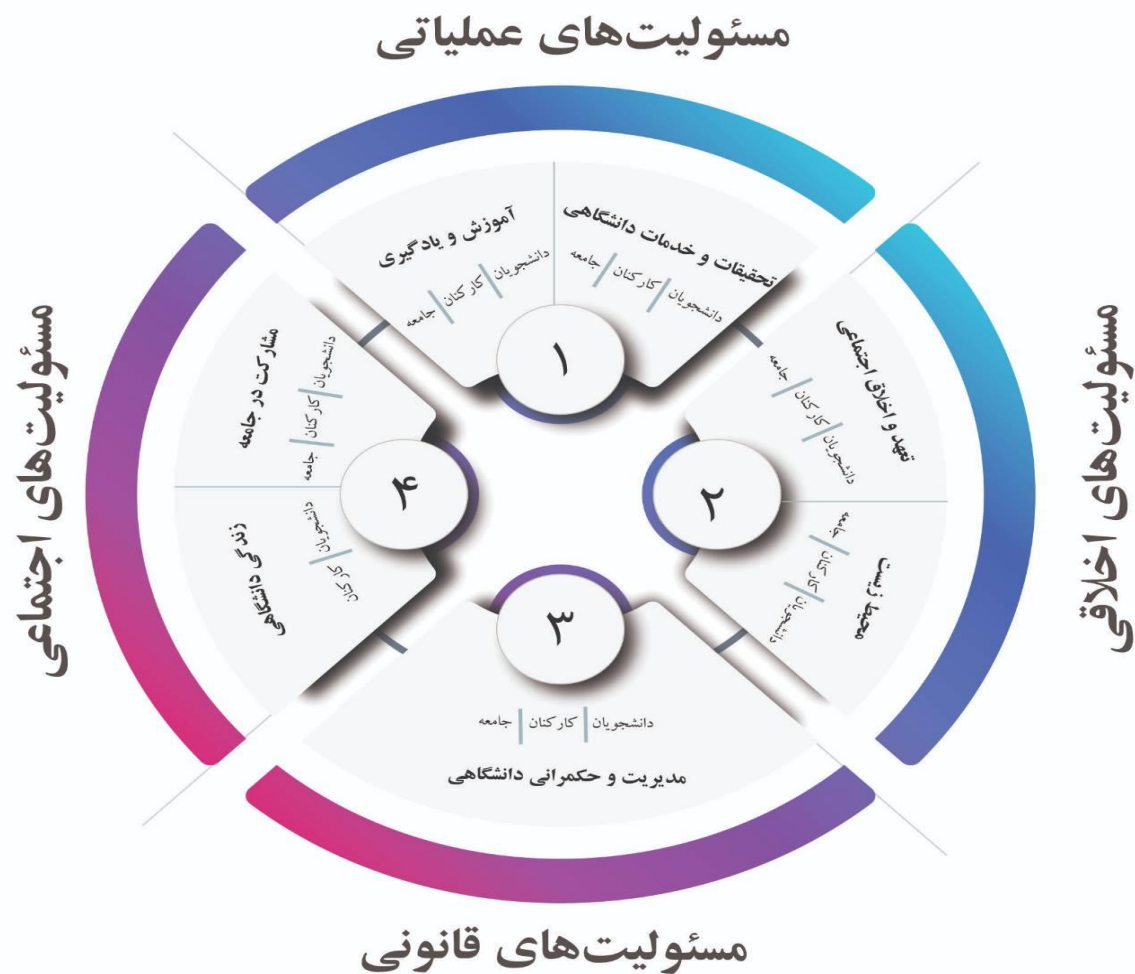 مسئولیت‌های عملیاتی
تحقیقات و خدمات دانشگاهی
دانشجویان | کارکنان | جامعه
آموزش و یادگیری
دانشجویان | کارکنان | جامعه
۱
مسئولیت‌های اخلاقی
تعهد و اخلاق اجتماعی
دانشجویان | کارکنان | جامعه
محیط زیست
دانشجویان | کارکنان | جامعه
۲
۳
دانشجویان | کارکنان | جامعه
مدیریت و حکمرانی دانشگاهی
مسئولیت‌های قانونی
مسئولیت‌های اجتماعی
مشارکت در جامعه
دانشجویان | کارکنان | جامعه
زندگی دانشگاهی
دانشجویان | کارکنان
۴